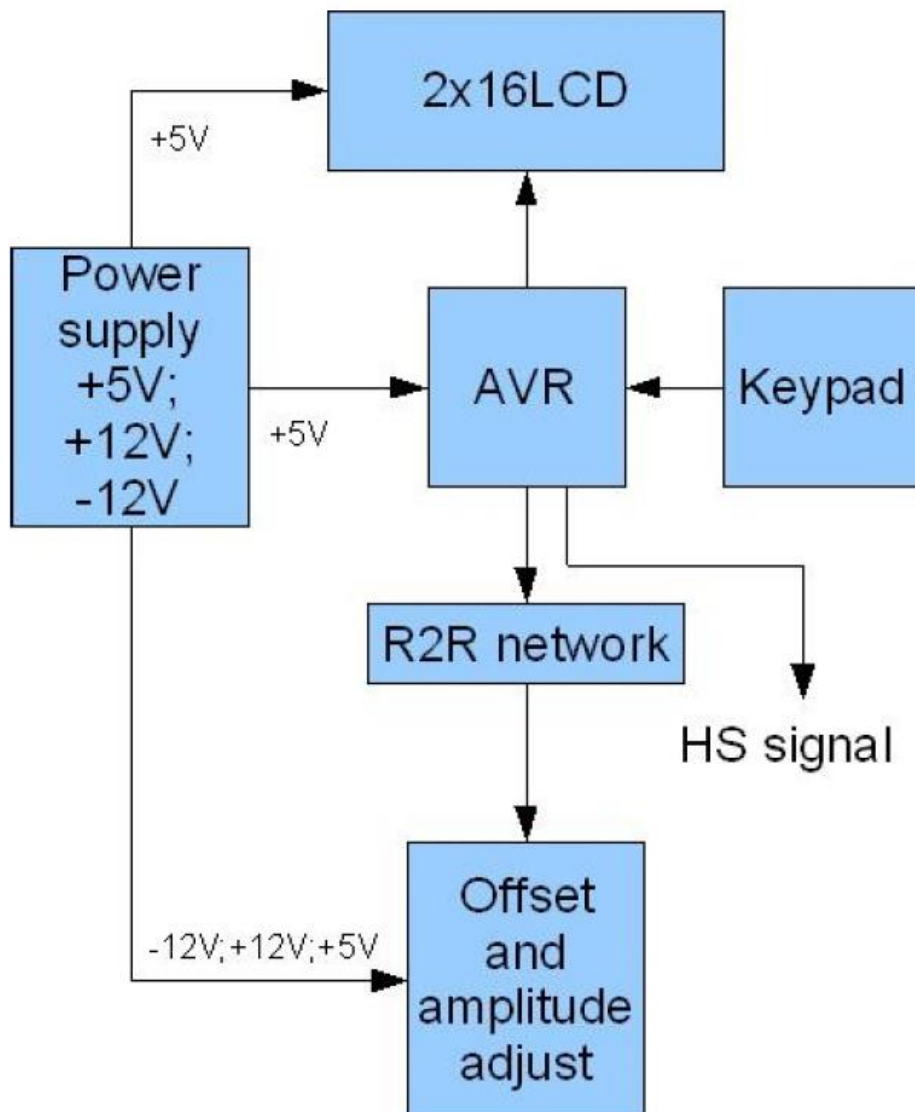 2x16LCD
+5V
Power
supply
+5V;
+12V;
-12V
+5V
AVR
Keypad
R2R network
HS signal
-12V;+12V;+5V
Offset
and
amplitude
adjust